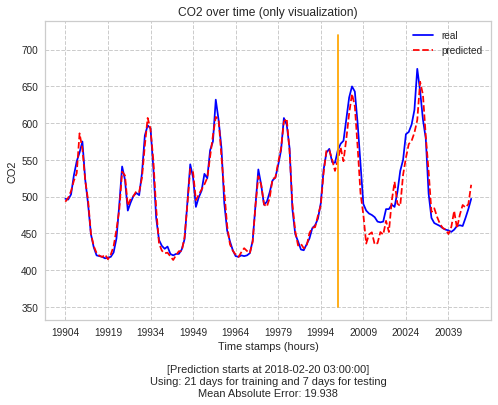 CO2 over time (only visualization)
real
predicted
CO2
700
650
600
550
500
450
400
350
19904 19919 19934 19949 19964 19979 19994 20009 20024 20039
Time stamps (hours)
[Prediction starts at 2018-02-20 03:00:00]
Using: 21 days for training and 7 days for testing
Mean Absolute Error: 19.938